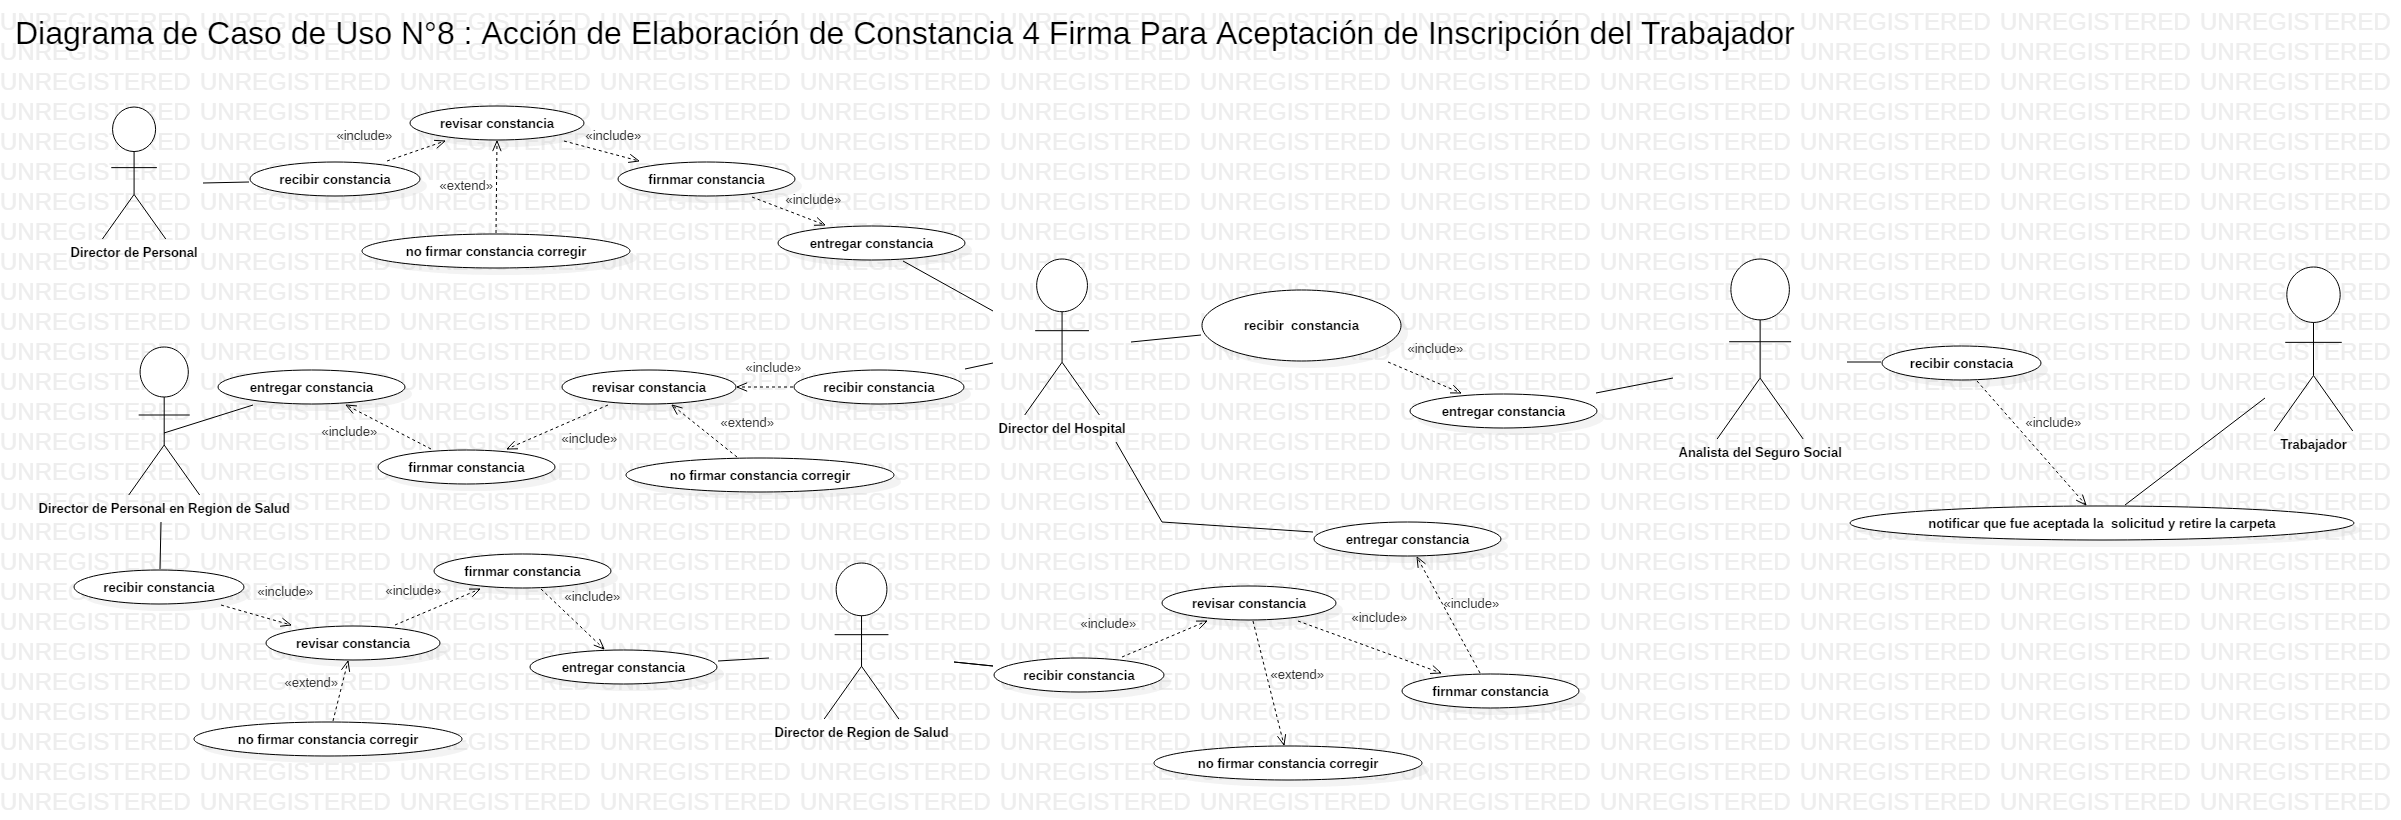 Diagrama de Caso de Uso N°8 : Acción de Elaboración de Constancia 4 Firma Para Aceptación de Inscripción del Trabajador
revisar constancia
«include»
«include»
recibir constancia
firnmar constancia
«extend»
«include»
entregar constancia
no firmar constancia corregir
Director de Personal
recibir  constancia
«include»
entregar constancia
Director del Hospital
Analista del Seguro Social
recibir constacia
«include»
Trabajador
notificar que fue aceptada la  solicitud y retire la carpeta
entregar constancia
revisar constancia
«include»
recibir constancia
«include»
«include»
«extend»
firnmar constancia
no firmar constancia corregir
Director de Personal en Region de Salud
recibir constancia
«include»
«include»
firnmar constancia
«include»
revisar constancia
entregar constancia
«extend»
no firmar constancia corregir
Director de Region de Salud
entregar constancia
revisar constancia
«include»
«include»
«include»
recibir constancia
«extend»
firnmar constancia
no firmar constancia corregir
UNREGISTERED